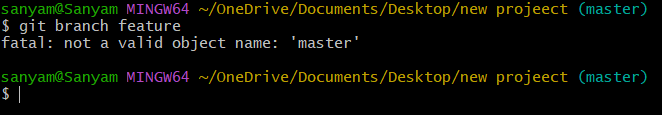 sanyam@Sanyam MINGW64 ~/OneDrive/Documents/Desktop/new projeect (master)
$ git branch feature
fatal: not a valid object name: 'master'
sanyam@Sanyam MINGW64 ~/OneDrive/Documents/Desktop/new projeect (master)
$